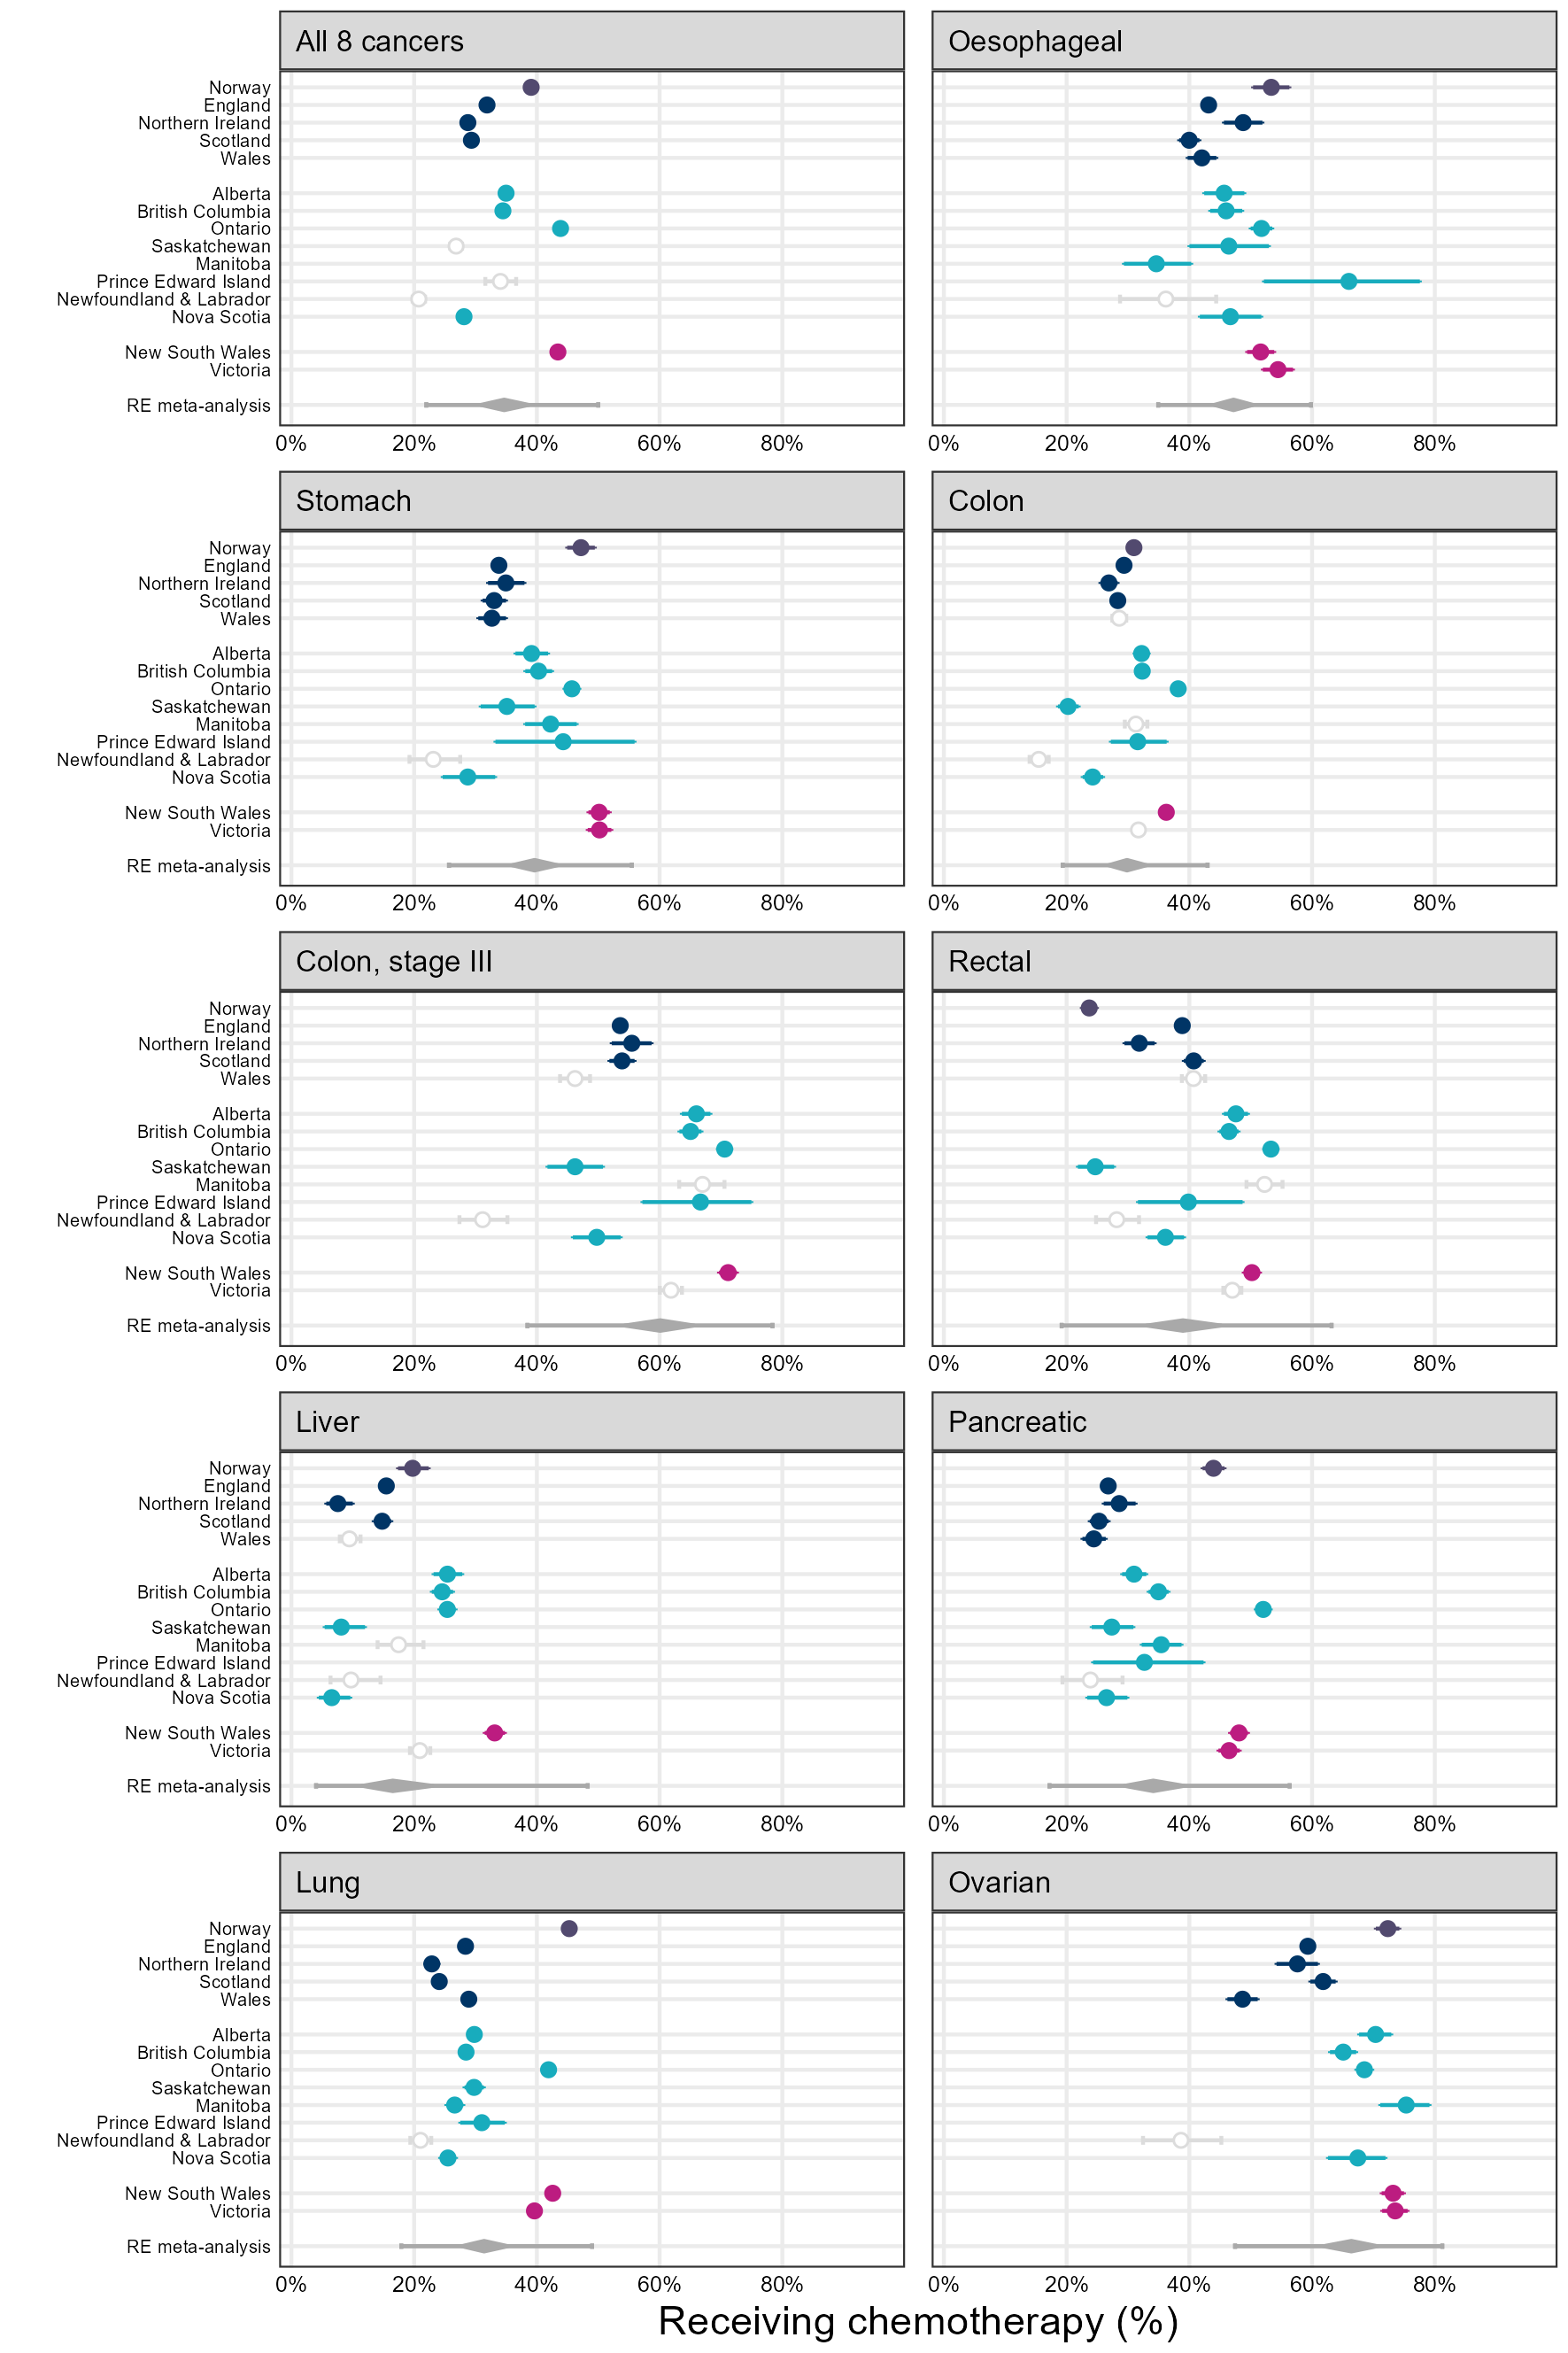 All 8 cancers
Norway
England
Northern Ireland
Scotland
Wales
Alberta
British Columbia
Ontario
Saskatchewan
Manitoba
Prince Edward Island
Newfoundland & Labrador
Nova Scotia
New South Wales
Victoria
RE meta-analysis
0% 20% 40% 60% 80%
Oesophageal
0% 20% 40% 60% 80%
Stomach
Norway
England
Northern Ireland
Scotland
Wales
Alberta
British Columbia
Ontario
Saskatchewan
Manitoba
Prince Edward Island
Newfoundland & Labrador
Nova Scotia
New South Wales
Victoria
RE meta-analysis
0% 20% 40% 60% 80%
Colon
0% 20% 40% 60% 80%
Colon, stage III
Norway
England
Northern Ireland
Scotland
Wales
Alberta
British Columbia
Ontario
Saskatchewan
Manitoba
Prince Edward Island
Newfoundland & Labrador
Nova Scotia
New South Wales
Victoria
RE meta-analysis
0% 20% 40% 60% 80%
Rectal
0% 20% 40% 60% 80%
Liver
Norway
England
Northern Ireland
Scotland
Wales
Alberta
British Columbia
Ontario
Saskatchewan
Manitoba
Prince Edward Island
Newfoundland & Labrador
Nova Scotia
New South Wales
Victoria
RE meta-analysis
0% 20% 40% 60% 80%
Pancreatic
0% 20% 40% 60% 80%
Lung
Norway
England
Northern Ireland
Scotland
Wales
Alberta
British Columbia
Ontario
Saskatchewan
Manitoba
Prince Edward Island
Newfoundland & Labrador
Nova Scotia
New South Wales
Victoria
RE meta-analysis
0% 20% 40% 60% 80%
Ovarian
0% 20% 40% 60% 80%
Receiving chemotherapy (%)